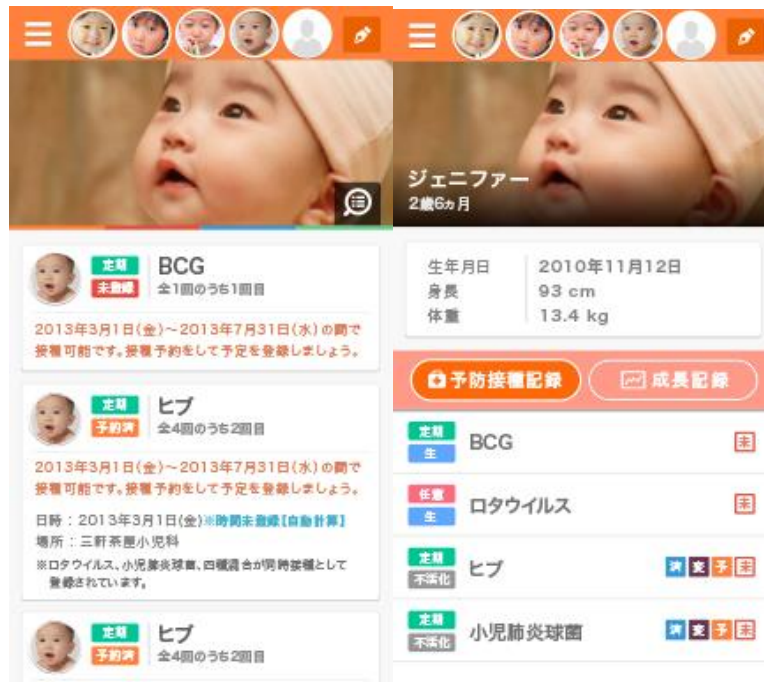 定期
未登録
BCG
全1回のうち1回目
2013年3月1日(金)~2013年7月31日(水)の間で
接種可能です。接種予約をして予定を登録しましょう。
定期
予約済
ヒブ
全4回のうち2回目
2013年3月1日(金)~2013年7月31日(水)の間で
接種可能です。接種予約をして予定を登録しましょう。
日時:2013年3月1日(金)※時間未登録【自動計算】
場所:三軒茶屋小児科
※ロタウイルス、小児肺炎球菌、四種混合が同時接種として
登録されています。
定期
予約済
ヒブ
全4回のうち2回目
ジェニファー
2歳6ヵ月
生年月日 2010年11月12日
身長 93 cm
体重 13.4 kg
予防接種記録 成長記録
定期
生
BCG 未
任意
生
ロタウイルス 未
定期
不活化
ヒブ 済 変 予 未
定期
不活化
小児肺炎球菌 済 変 予 未